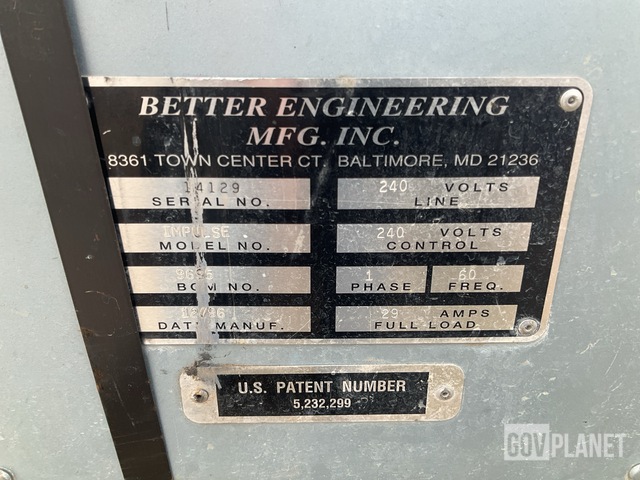 BETTER ENGINEERING
MFG. INC.
8361 TOWN CENTER CT. BALTIMORE, MD 21236
14129
SERIAL NO.
240 VOLTS
LINE
IMPULSE
MODEL NO.
240 VOLTS
CONTROL
BOM NO.
1
PHASE
60
FREQ.
DATE MANUF.
29 AMPS
FULL LOAD
U.S. PATENT NUMBER
5,232,299
GOVPLANET